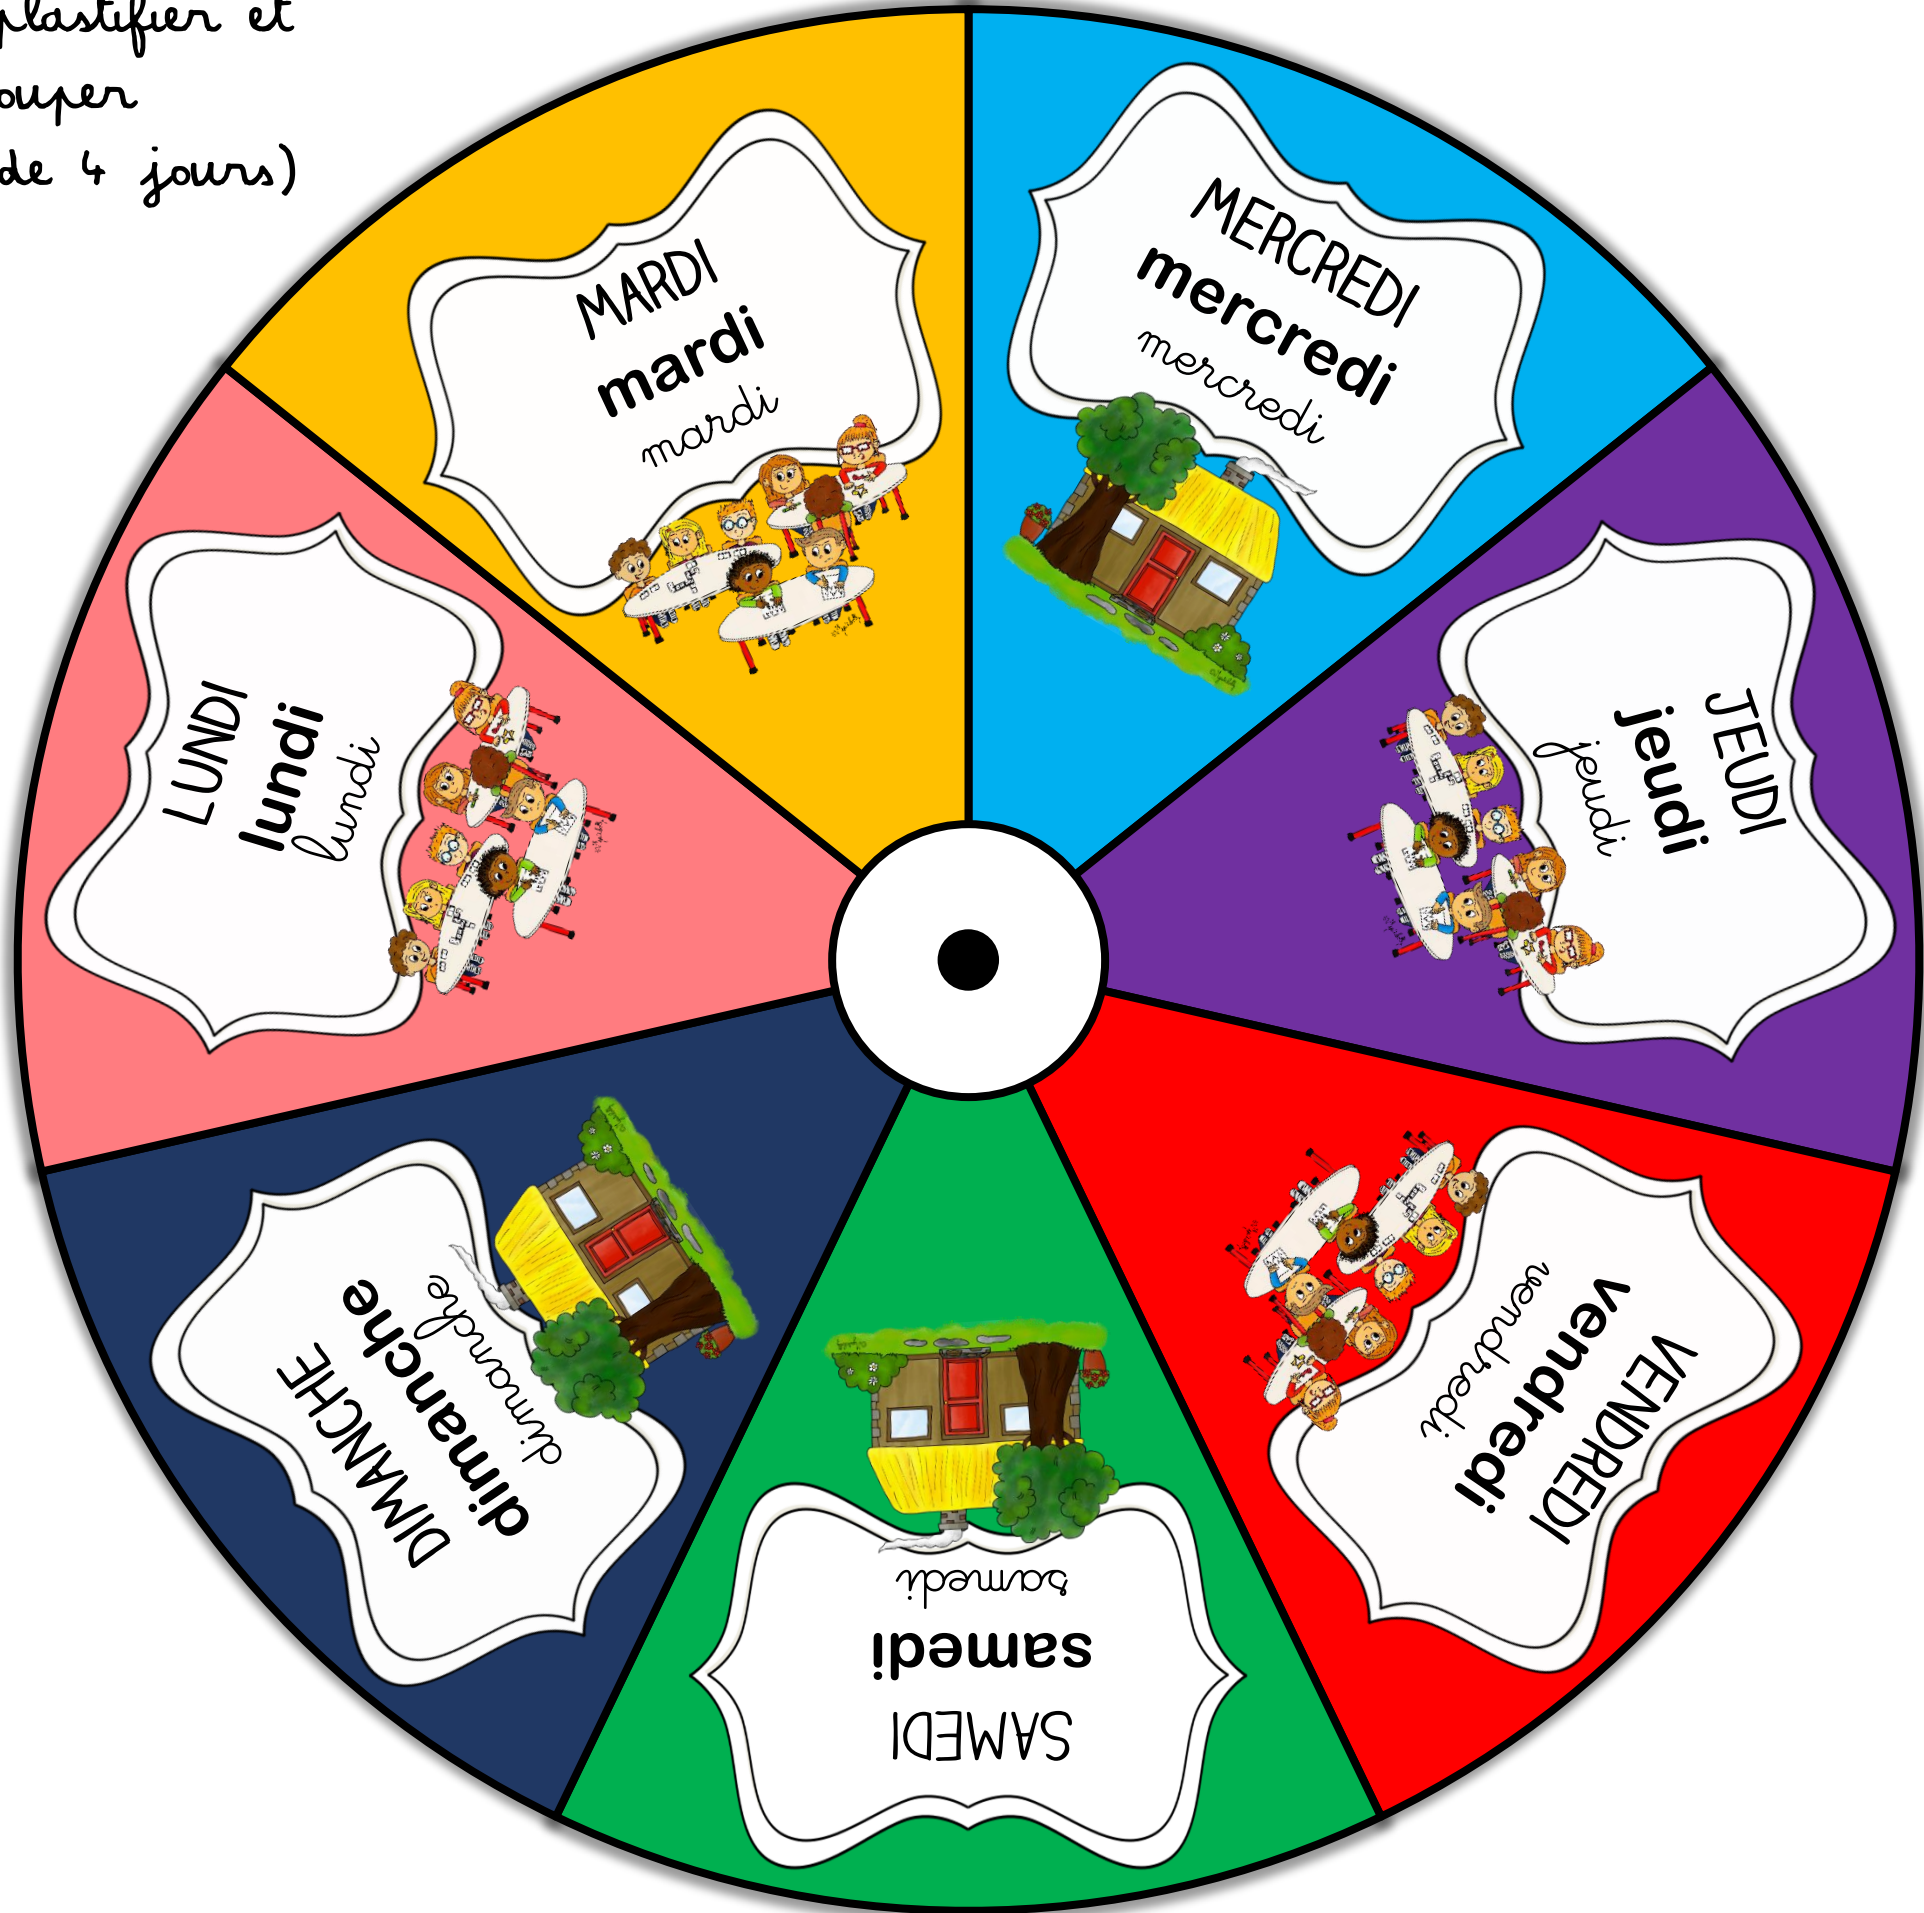 plastifier et
ouper
de 4 jours)
LUNDI
lundi
lundi
MARDI
mardi
mardi
MERCREDI
mercredi
mercredi
JEUDI
jeudi
jeudi
VENDREDI
vendredi
vendredi
SAMEDI
samedi
samedi
DIMANCHE
dimanche
dimanche